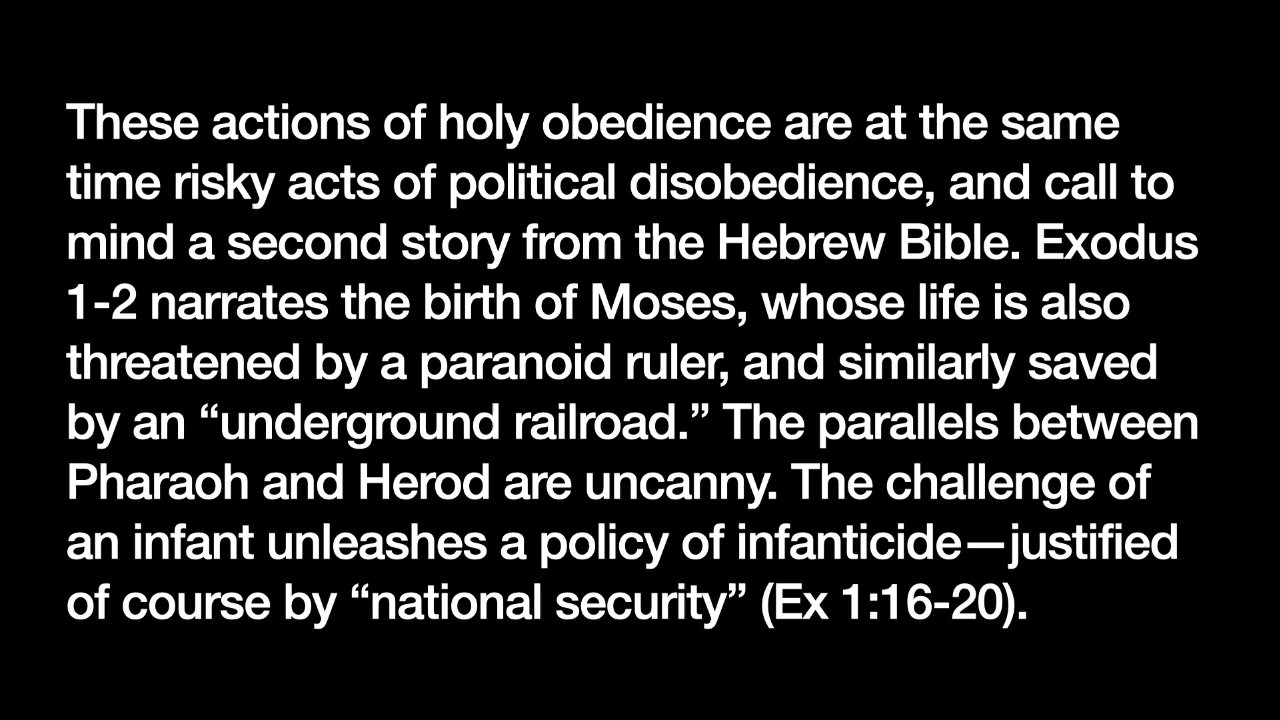 These actions of holy obedience are at the same
time risky acts of political disobedience, and call to
mind a second story from the Hebrew Bible. Exodus
1-2 narrates the birth of Moses, whose life is also
threatened by a paranoid ruler, and similarly saved
by an “underground railroad.” The parallels between
Pharaoh and Herod are uncanny. The challenge of
an infant unleashes a policy of infanticide—justified
of course by “national security” (Ex 1:16-20).